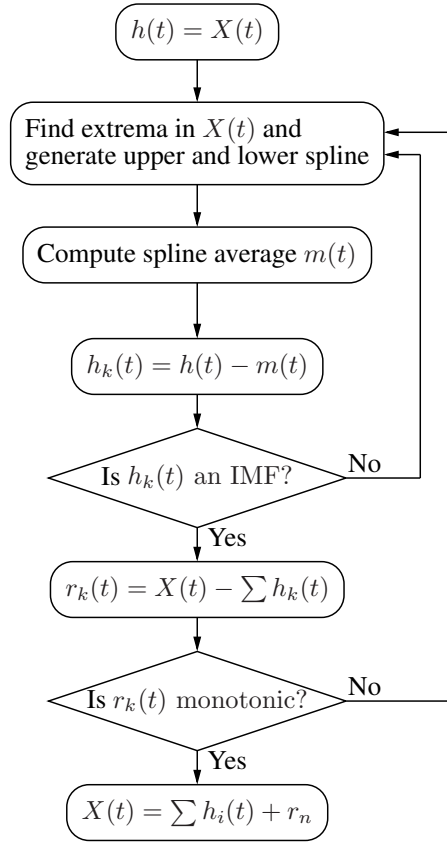 h(t) = X(t)
Find extrema in X(t) and
generate upper and lower spline
Compute spline average m(t)
h_k(t) = h(t) − m(t)
Is h_k(t) an IMF?
No
Yes
r_k(t) = X(t) − ∑ h_k(t)
Is r_k(t) monotonic?
No
Yes
X(t) = ∑ h_i(t) + r_n